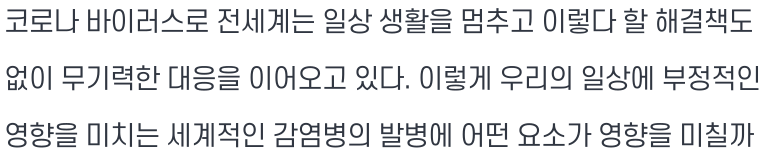 코로나 바이러스로 전세계는 일상 생활을 멈추고 이렇다 할 해결책도
없이 무기력한 대응을 이어오고 있다. 이렇게 우리의 일상에 부정적인
영향을 미치는 세계적인 감염병의 발병에 어떤 요소가 영향을 미칠까